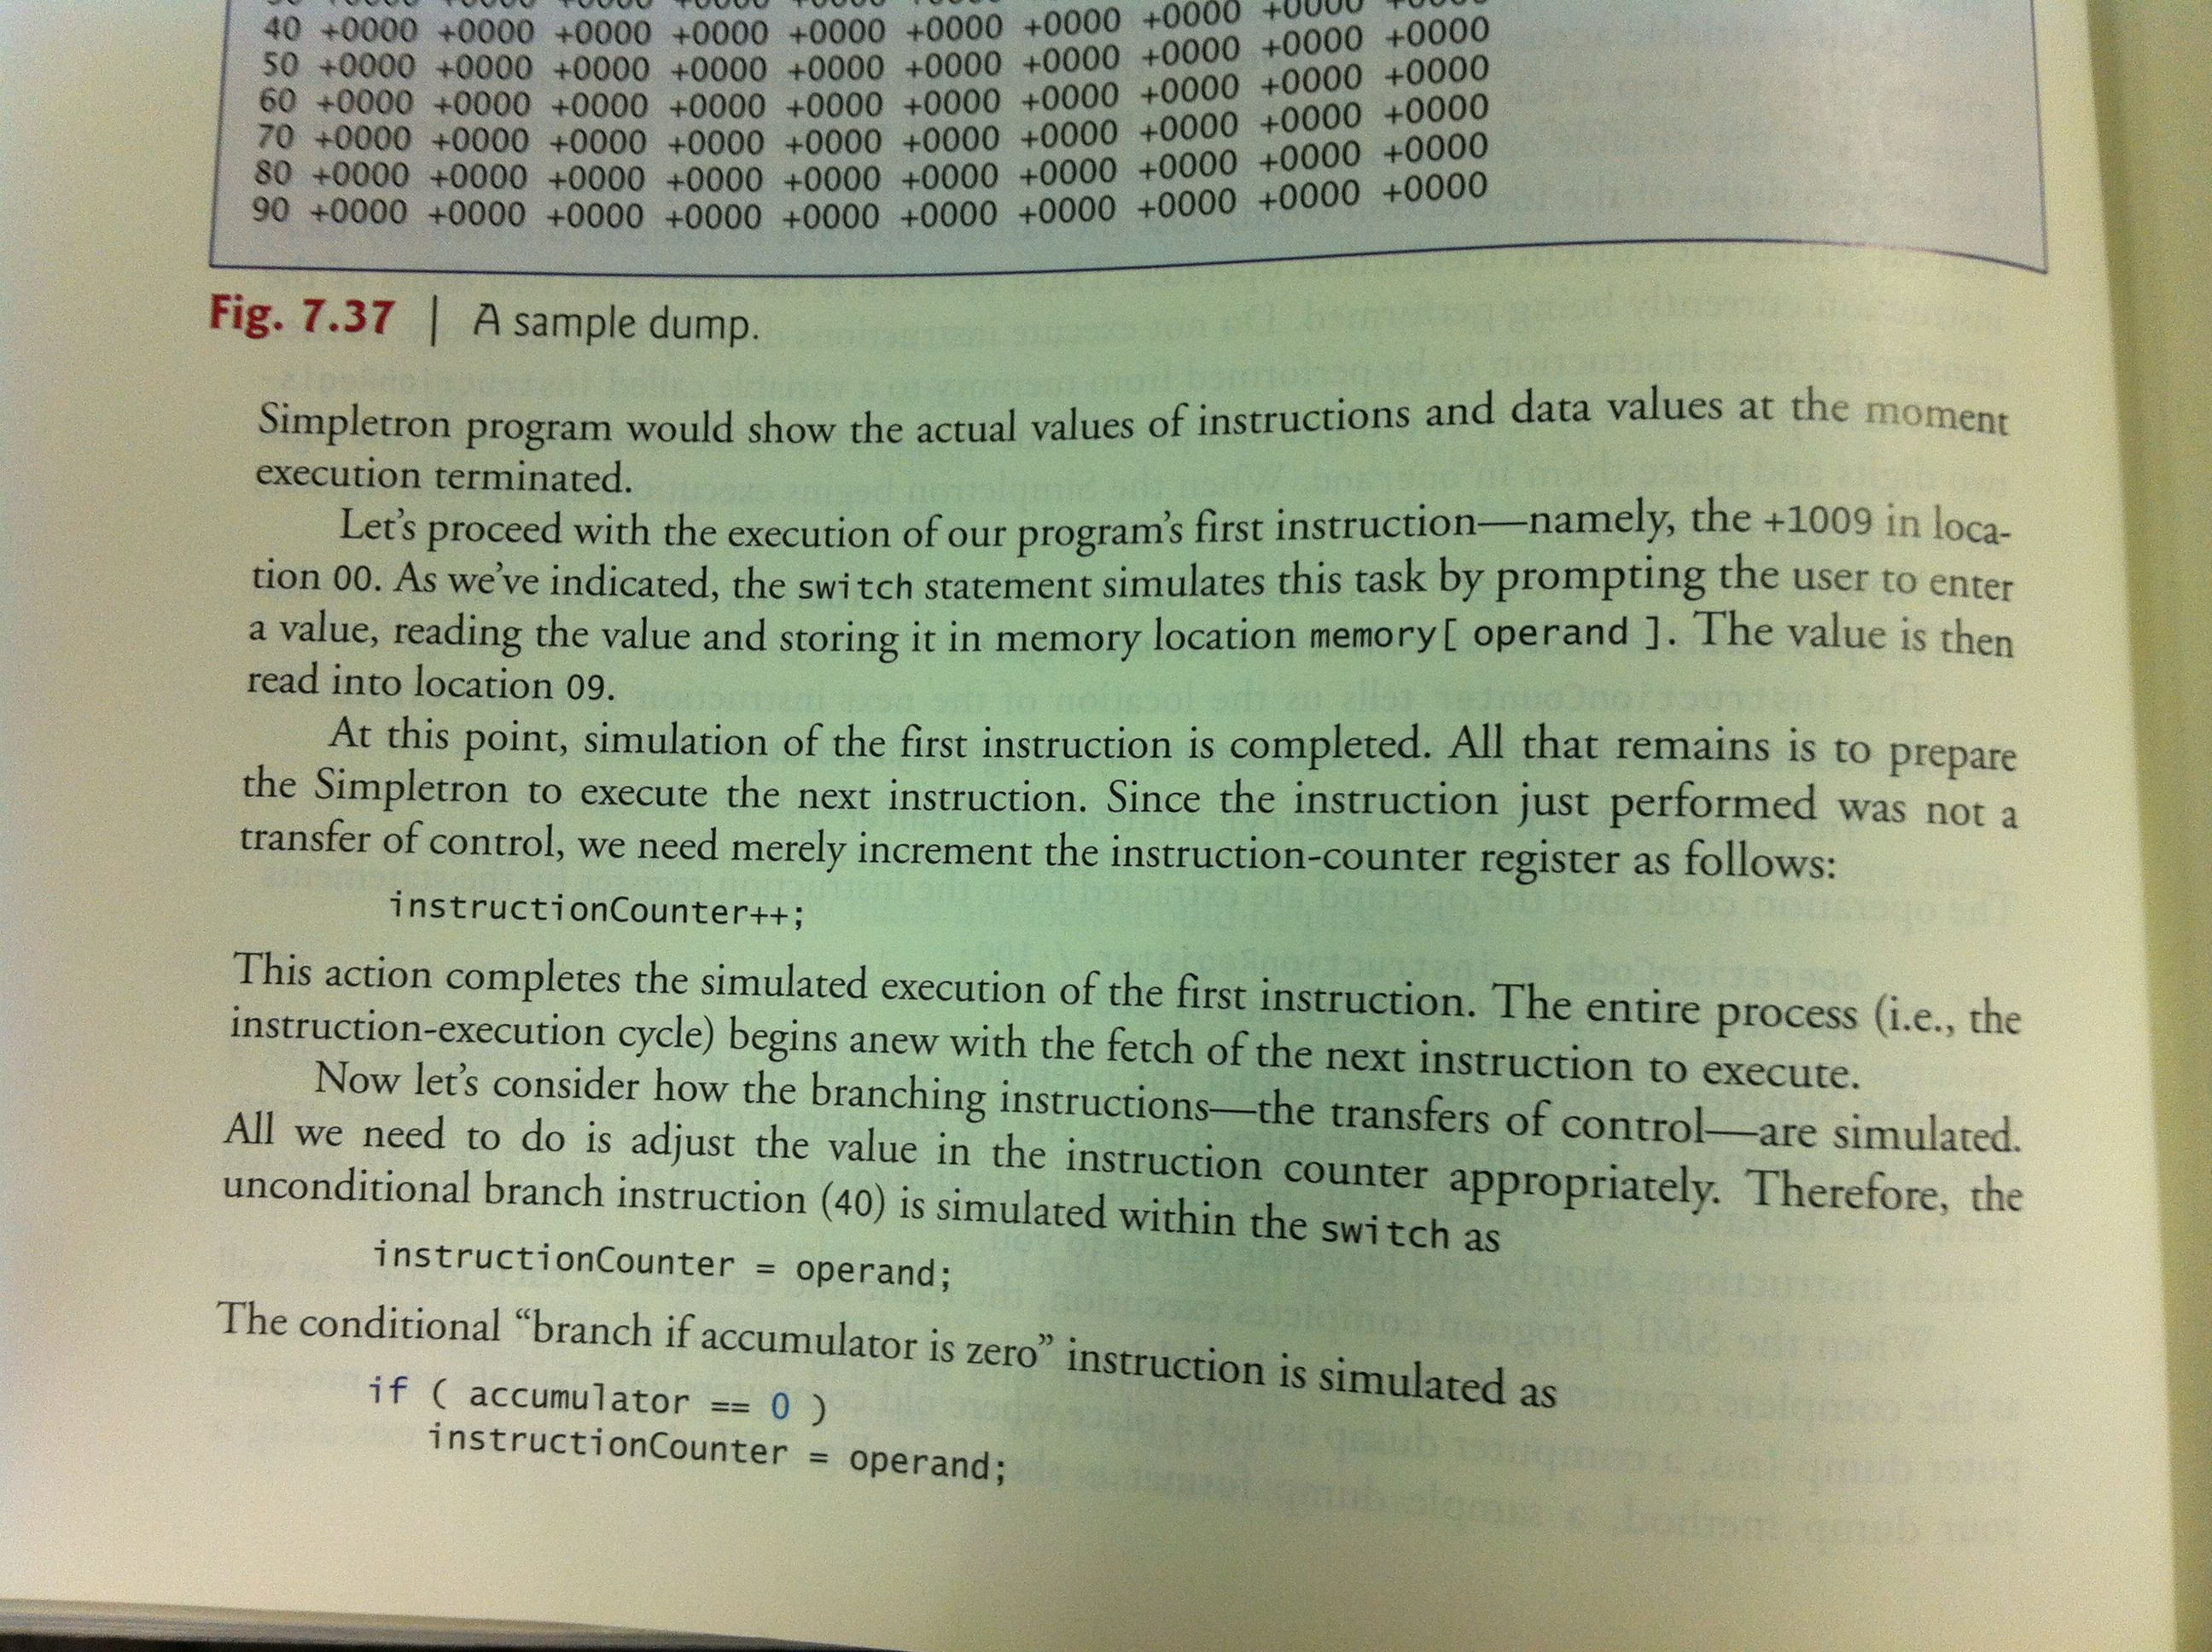 40 +0000 +0000 +0000 +0000 +0000 +0000 +0000 +0000 +0000 +0000
50 +0000 +0000 +0000 +0000 +0000 +0000 +0000 +0000 +0000 +0000
60 +0000 +0000 +0000 +0000 +0000 +0000 +0000 +0000 +0000 +0000
70 +0000 +0000 +0000 +0000 +0000 +0000 +0000 +0000 +0000 +0000
80 +0000 +0000 +0000 +0000 +0000 +0000 +0000 +0000 +0000 +0000
90 +0000 +0000 +0000 +0000 +0000 +0000 +0000 +0000 +0000 +0000
Fig. 7.37 | A sample dump.
Simpletron program would show the actual values of instructions and data values at the moment
execution terminated.
Let's proceed with the execution of our program's first instruction—namely, the +1009 in loca-
tion 00. As we've indicated, the switch statement simulates this task by prompting the user to enter
a value, reading the value and storing it in memory location memory[ operand ]. The value is then
read into location 09.
At this point, simulation of the first instruction is completed. All that remains is to prepare
the Simpletron to execute the next instruction. Since the instruction just performed was not a
transfer of control, we need merely increment the instruction-counter register as follows:
instructionCounter++;
This action completes the simulated execution of the first instruction. The entire process (i.e., the
instruction-execution cycle) begins anew with the fetch of the next instruction to execute.
Now let's consider how the branching instructions—the transfers of control—are simulated.
All we need to do is adjust the value in the instruction counter appropriately. Therefore, the
unconditional branch instruction (40) is simulated within the switch as
instructionCounter = operand;
The conditional “branch if accumulator is zero” instruction is simulated as
if ( accumulator == 0 )
instructionCounter = operand;